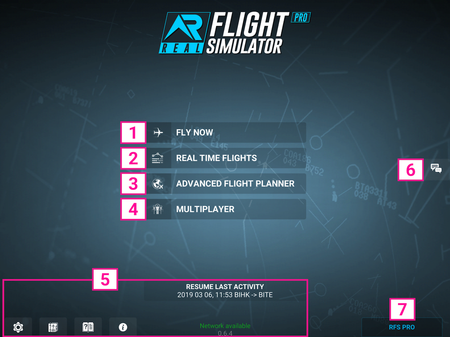 FLIGHT PRO
REAL SIMULATOR
1 FLY NOW
2 REAL TIME FLIGHTS
3 ADVANCED FLIGHT PLANNER
4 MULTIPLAYER
6
5
RESUME LAST ACTIVITY
2019 03 06, 11:53 BIHK -> BITE
7
Network available
0.6.4
RFS PRO